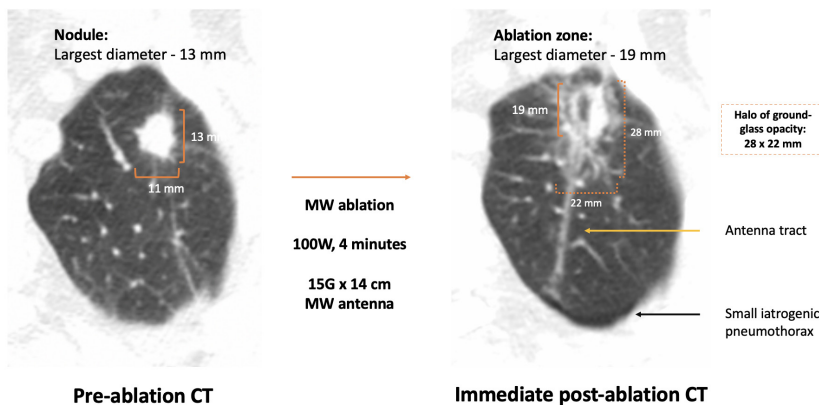 Nodule:
Largest diameter - 13 mm
13 mm
11 mm
MW ablation
100W, 4 minutes
15G x 14 cm
MW antenna
Pre-ablation CT
Ablation zone:
Largest diameter - 19 mm
19 mm
28 mm
22 mm
Halo of ground-
glass opacity:
28 x 22 mm
Antenna tract
Small iatrogenic
pneumothorax
Immediate post-ablation CT